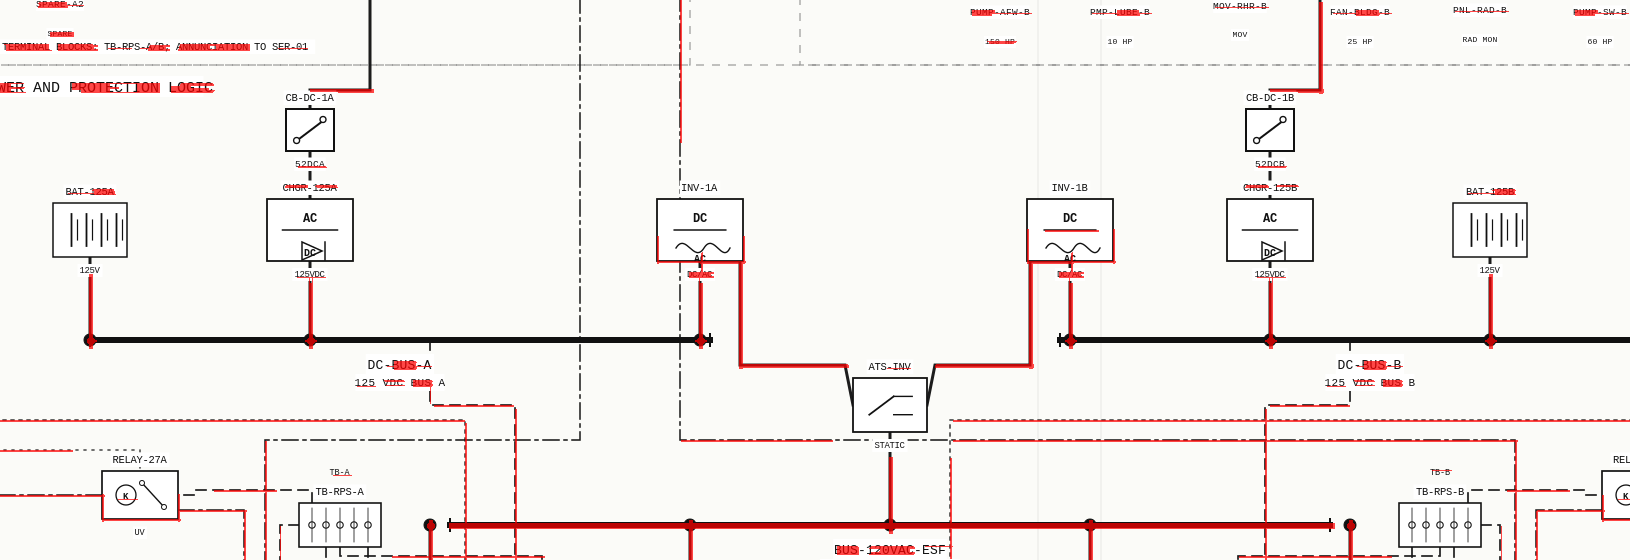 SPARE-A2
SPARE
TERMINAL BLOCKS: TB-RPS-A/B; ANNUNCIATION TO SER-01
WER AND PROTECTION LOGIC
PUMP-AFW-B
150 HP
PMP-LUBE-B
10 HP
MOV-RHR-B
MOV
FAN-BLDG-B
25 HP
PNL-RAD-B
RAD MON
PUMP-SW-B
60 HP
CB-DC-1A
52DCA
CB-DC-1B
52DCB
BAT-125A
125V
CHGR-125A
AC
DC
125VDC
INV-1A
DC
AC
DC/AC
INV-1B
DC
AC
DC/AC
CHGR-125B
AC
DC
125VDC
BAT-125B
125V
DC-BUS-A
125 VDC BUS A
ATS-INV
STATIC
DC-BUS-B
125 VDC BUS B
RELAY-27A
K
UV
TB-A
TB-RPS-A
TB-B
TB-RPS-B
REL
K
BUS-120VAC-ESF